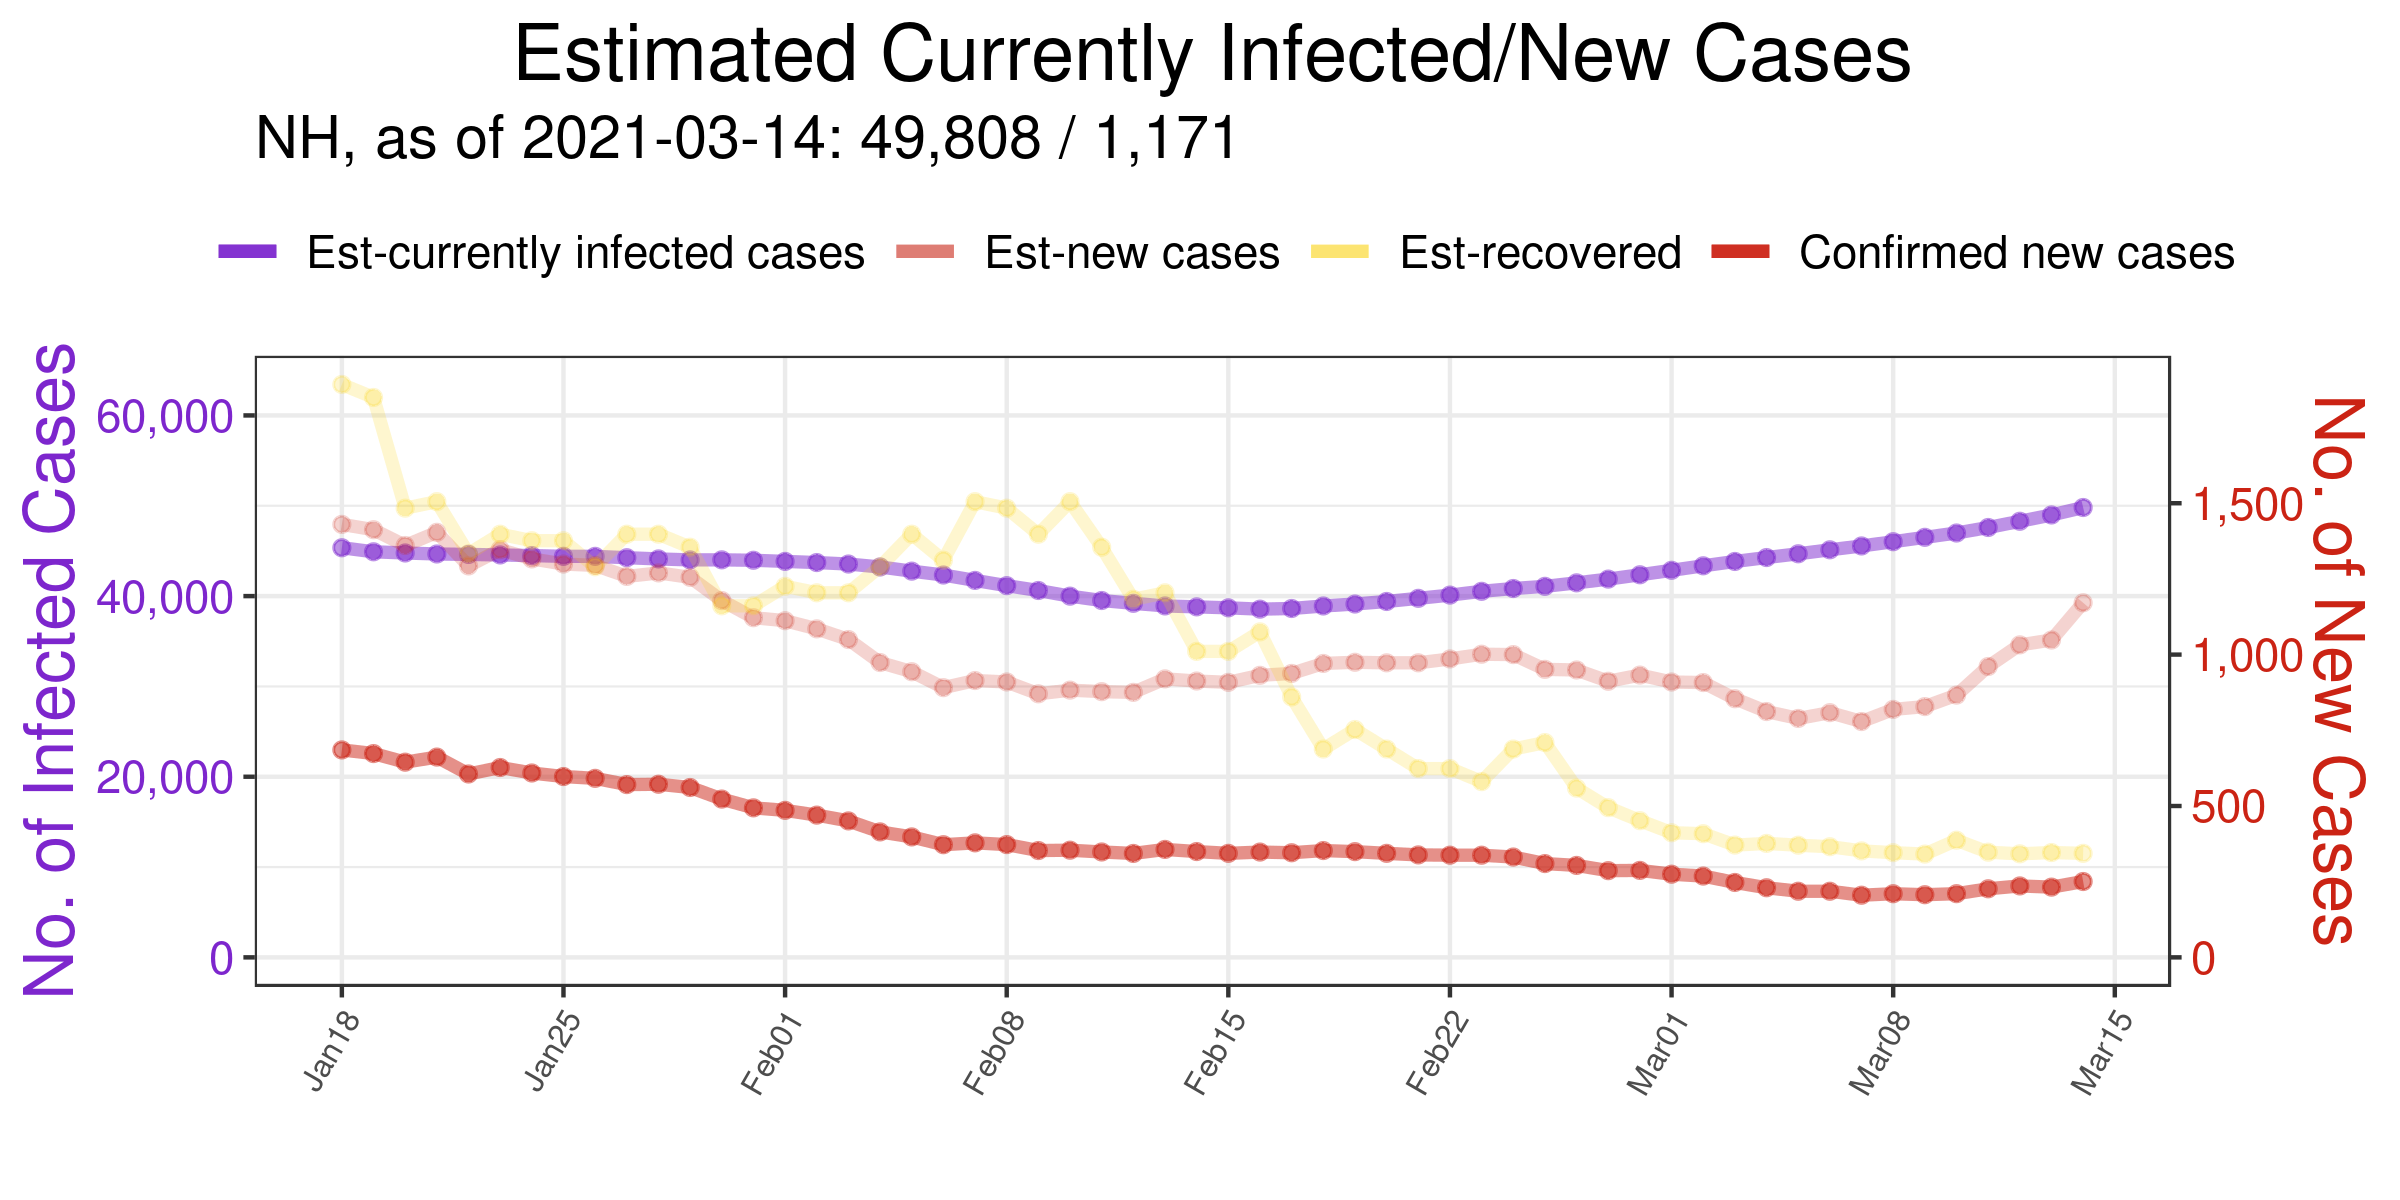 Estimated Currently Infected/New Cases
NH, as of 2021-03-14: 49,808 / 1,171
Est-currently infected cases Est-new cases Est-recovered Confirmed new cases
No. of Infected Cases
60,000
40,000
20,000
0
1,500
1,000
500
0
No. of New Cases
Jan18 Jan25 Feb01 Feb08 Feb15 Feb22 Mar01 Mar08 Mar15